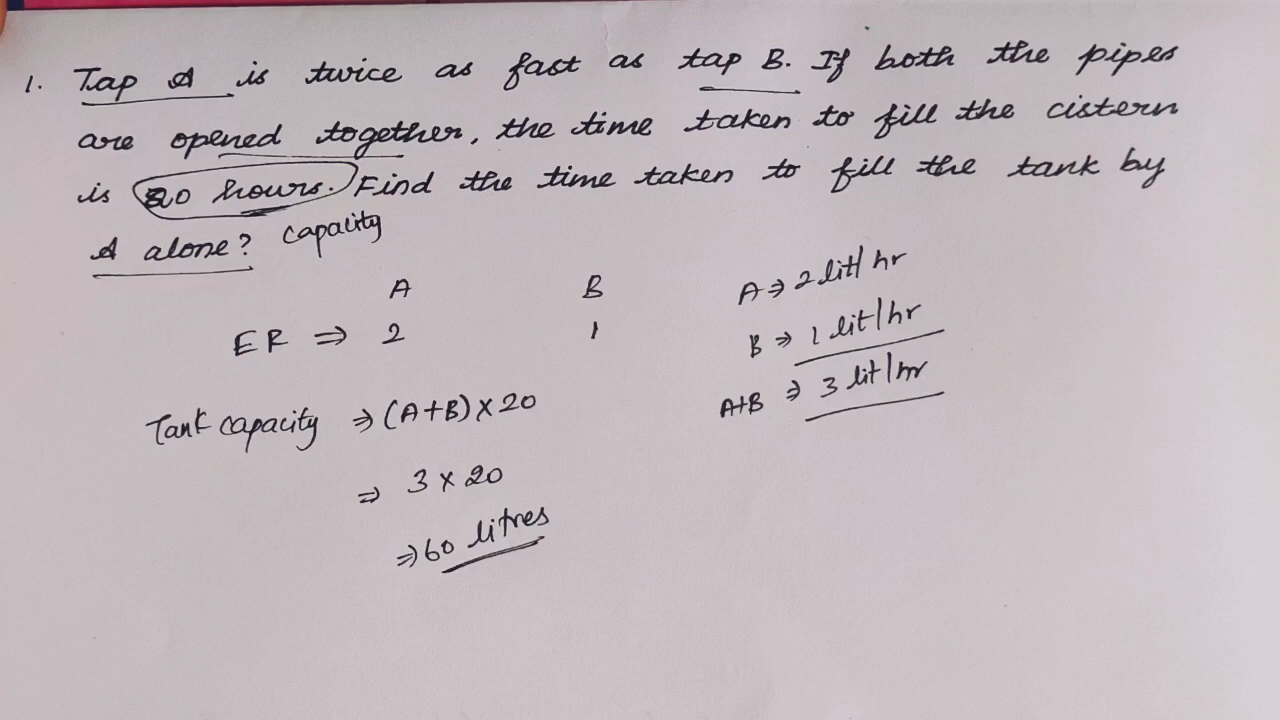 1. Tap A is twice as fast as tap B. If both the pipes
are opened together, the time taken to fill the cistern
is 20 hours. Find the time taken to fill the tank by
A alone? capacity
A B
ER ⇒ 2 1
Tank capacity ⇒ (A+B) × 20
⇒ 3 × 20
⇒ 60 litres
A ⇒ 2 lit/hr
B ⇒ 1 lit/hr
A+B ⇒ 3 lit/hr